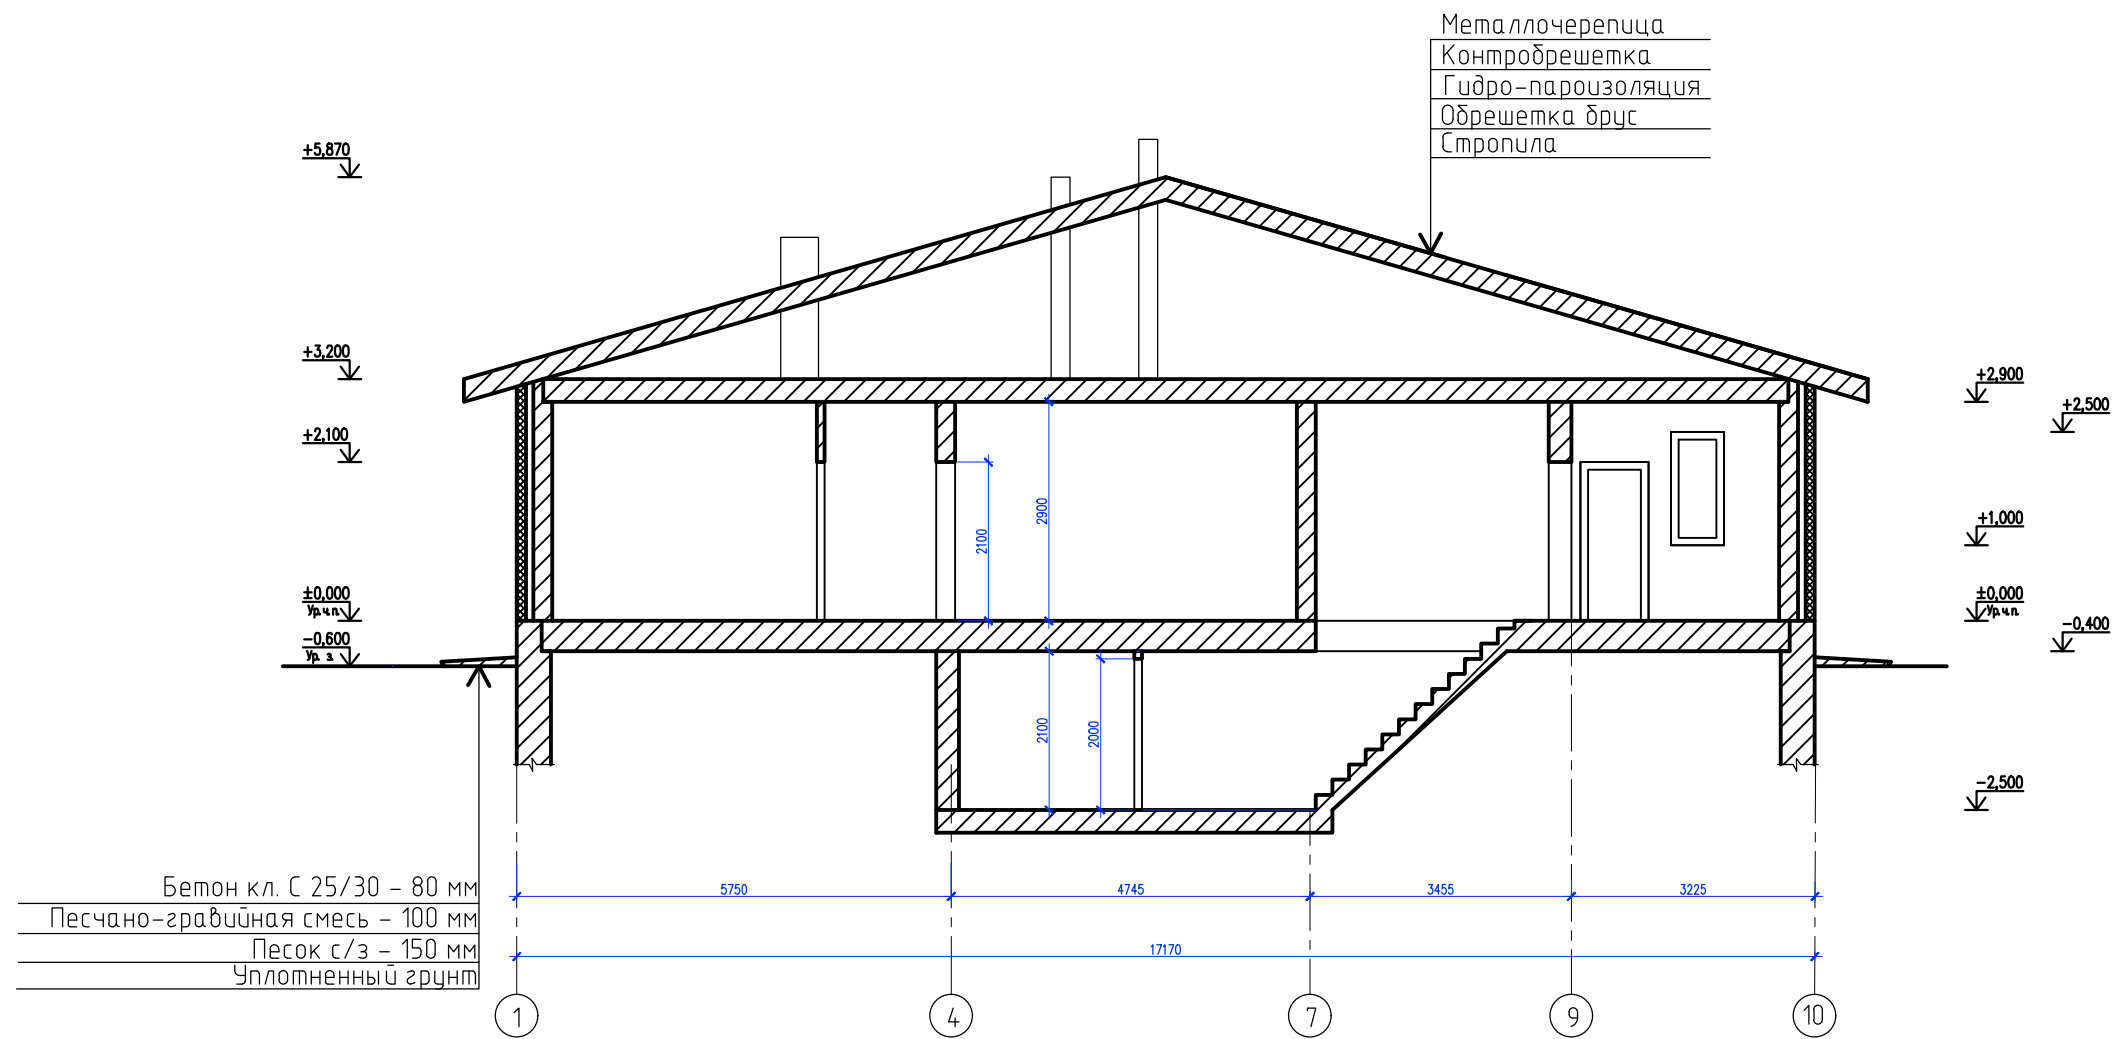 Металлочерепица
Контробрешетка
Гидро-пароизоляция
Обрешетка брус
Стропила
+5,870
+3,200
+2,100
±0,000
Ур.ч.п.
-0,600
Ур. з.
+2,900
+2,500
+1,000
±0,000
Ур.ч.п.
-0,400
-2,500
2100
2900
2100
2000
Бетон кл. С 25/30 - 80 мм
Песчано-гравийная смесь - 100 мм
Песок с/з - 150 мм
Уплотненный грунт
5750 4745 3455 3225
17170
1 4 7 9 10